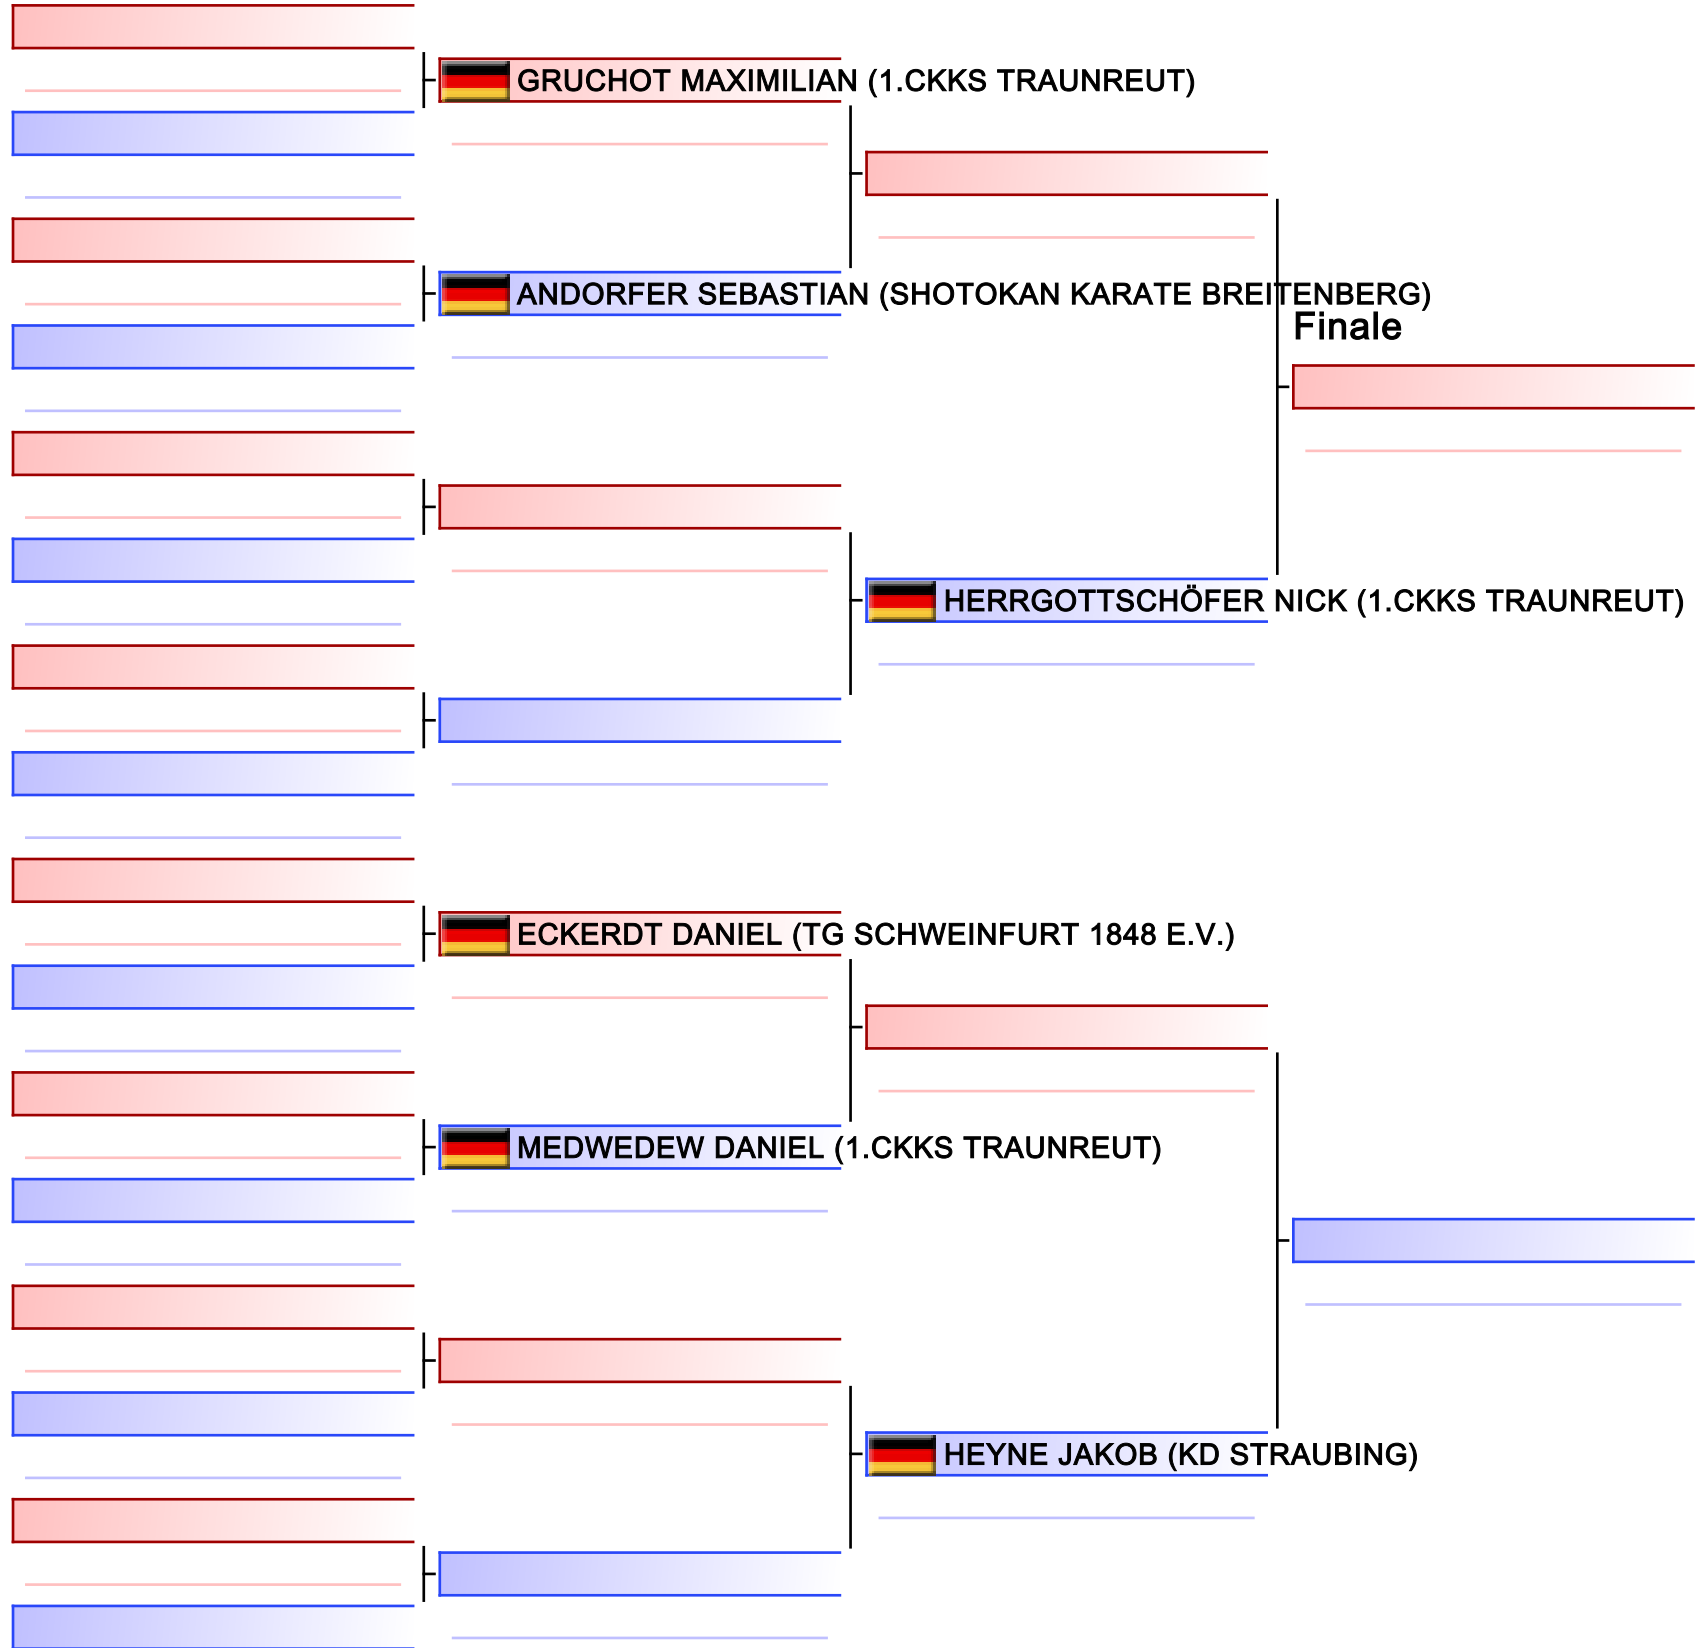 GRUCHOT MAXIMILIAN (1.CKKS TRAUNREUT)
ANDORFER SEBASTIAN (SHOTOKAN KARATE BREITENBERG)
Finale
HERRGOTTSCHÖFER NICK (1.CKKS TRAUNREUT)
ECKERDT DANIEL (TG SCHWEINFURT 1848 E.V.)
MEDWEDEW DANIEL (1.CKKS TRAUNREUT)
HEYNE JAKOB (KD STRAUBING)